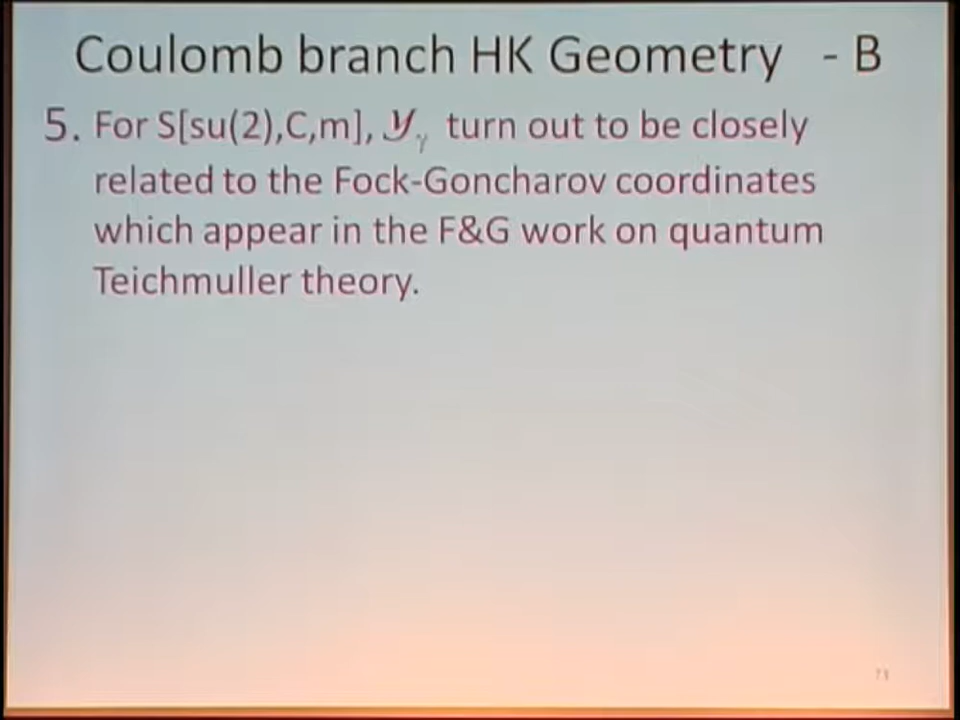 Coulomb branch HK Geometry - B
5. For S[su(2),C,m], 𝒴γ turn out to be closely
related to the Fock-Goncharov coordinates
which appear in the F&G work on quantum
Teichmuller theory.